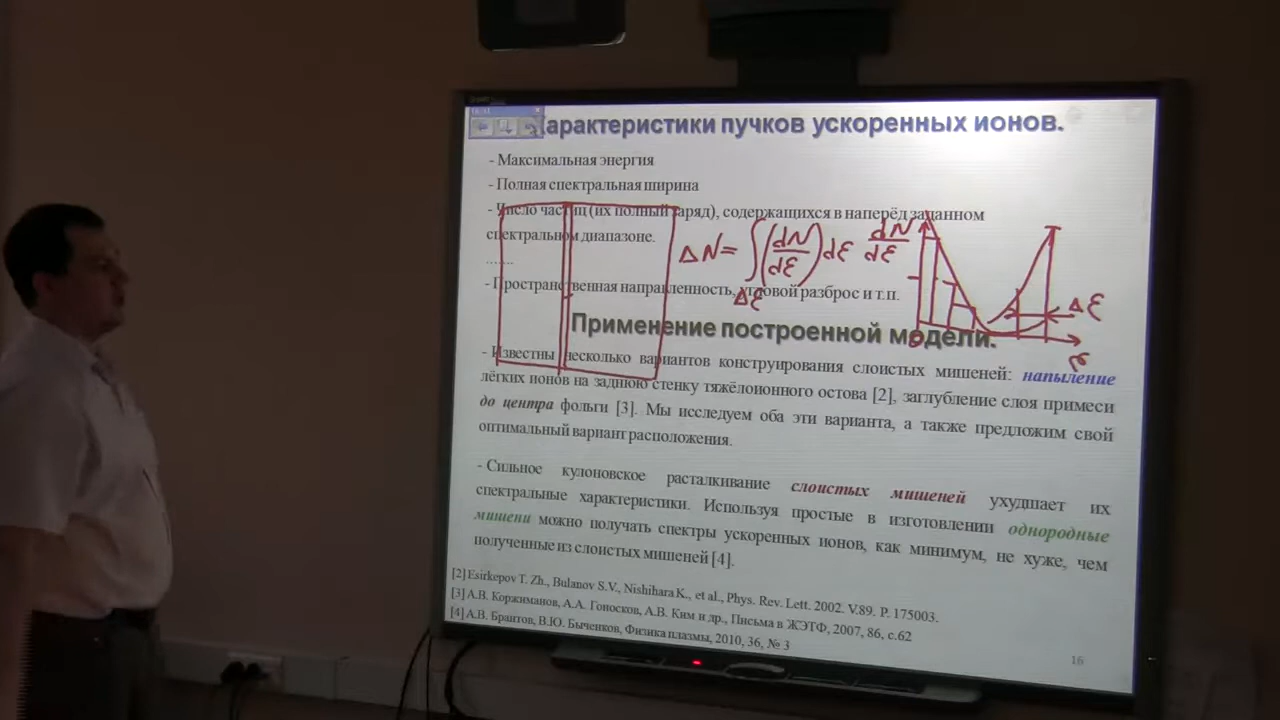 Характеристики пучков ускоренных ионов.
- Максимальная энергия
- Полная спектральная ширина
- Число частиц (их полный заряд), содержащихся в наперёд заданном
спектральном диапазоне.
ΔN = ∫(dN/dε)dε
Δε
dN/dε
Δε
ε
0
.......
- Пространственная направленность, угловой разброс и т.п.
Применение построенной модели.
- Известны несколько вариантов конструирования слоистых мишеней: напыление
лёгких ионов на заднюю стенку тяжёлоионного остова [2], заглубление слоя примеси
до центра фольги [3]. Мы исследуем оба эти варианта, а также предложим свой
оптимальный вариант расположения.
- Сильное кулоновское расталкивание слоистых мишеней ухудшает их
спектральные характеристики. Используя простые в изготовлении однородные
мишени можно получать спектры ускоренных ионов, как минимум, не хуже, чем
полученные из слоистых мишеней [4].
[2] Esirkepov T. Zh., Bulanov S.V., Nishihara K., et al., Phys. Rev. Lett. 2002. V.89. P. 175003.
[3] А.В. Коржиманов, А.А. Гоносков, А.В. Ким и др., Письма в ЖЭТФ, 2007, 86, с.62
[4] А.В. Брантов, В.Ю. Быченков, Физика плазмы, 2010, 36, № 3
16